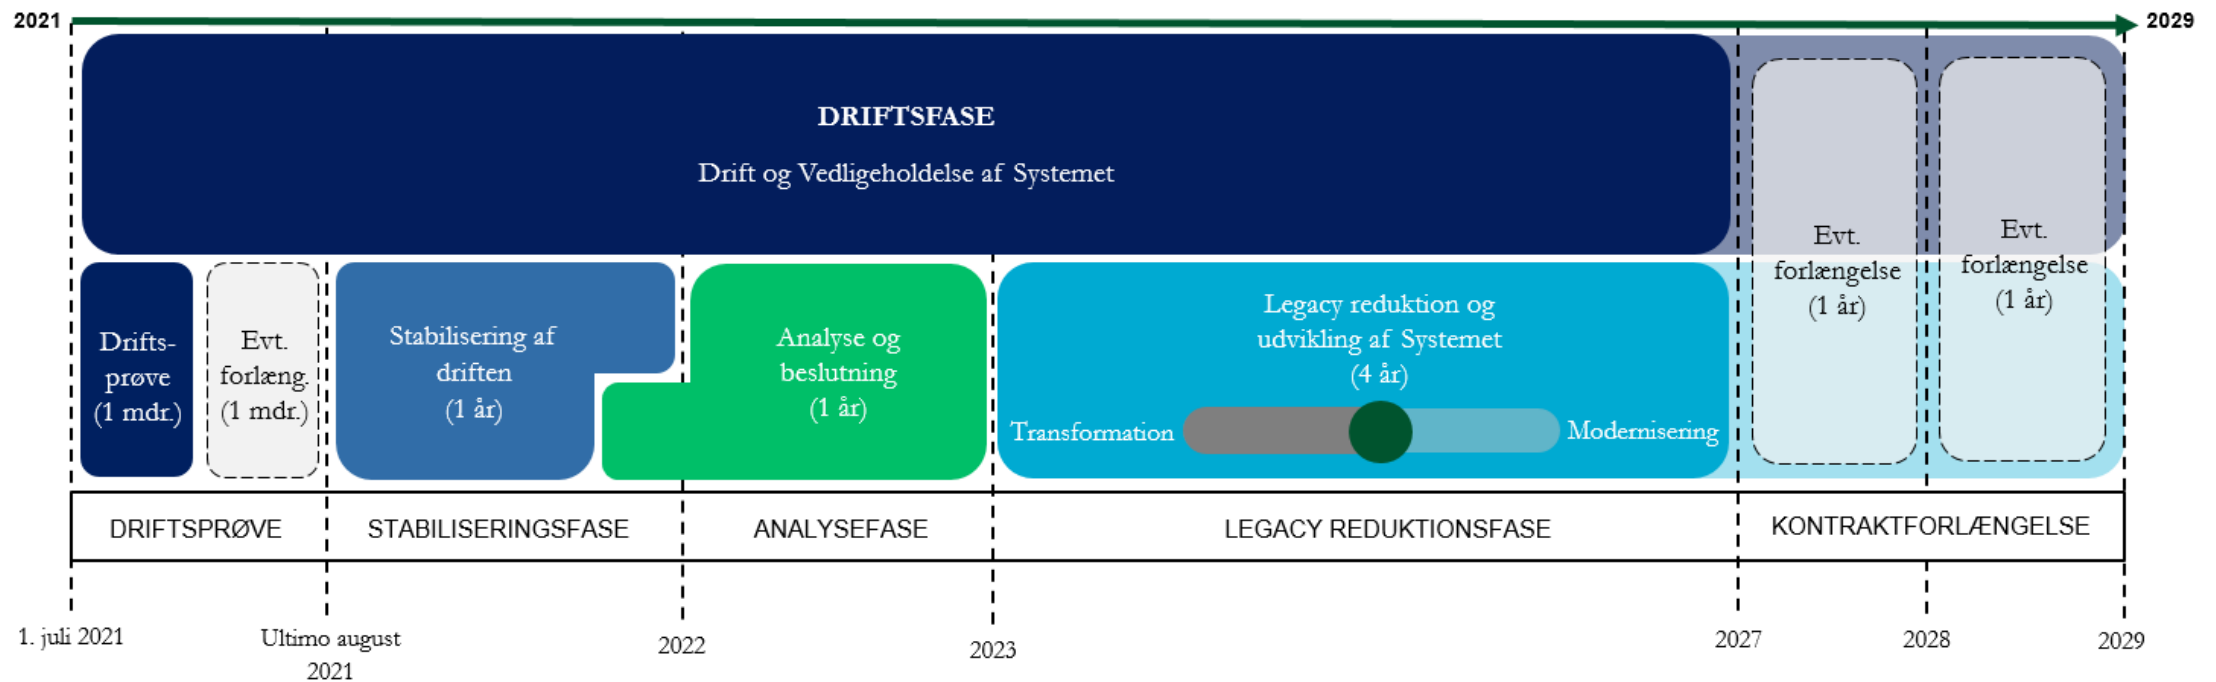 2021
2029
DRIFTSFASE
Drift og Vedligeholdelse af Systemet
Drifts-
prøve
(1 mdr.)
Evt.
forlæng.
(1 mdr.)
Stabilisering af
driften
(1 år)
Analyse og
beslutning
(1 år)
Legacy reduktion og
udvikling af Systemet
(4 år)
Transformation
Modernisering
Evt.
forlængelse
(1 år)
Evt.
forlængelse
(1 år)
DRIFTSPRØVE
STABILISERINGSFASE
ANALYSEFASE
LEGACY REDUKTIONSFASE
KONTRAKTFORLÆNGELSE
1. juli 2021
Ultimo august
2021
2022
2023
2027
2028
2029